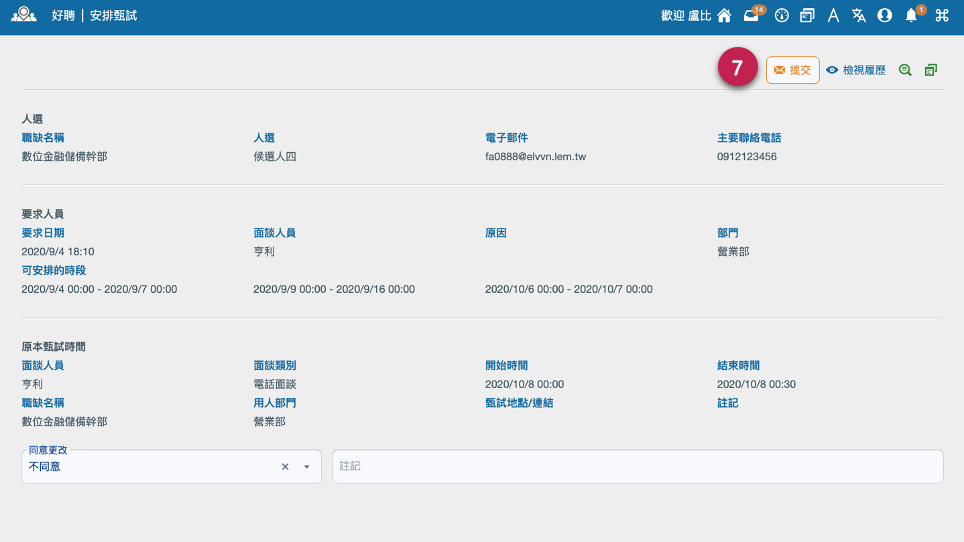 好聘 | 安排甄試
歡迎 盧比 14 1
7 提交 檢視履歷
人選
職缺名稱 人選 電子郵件 主要聯絡電話
數位金融儲備幹部 候選人四 fa0888@elvvn.lem.tw 0912123456
要求人員
要求日期 面談人員 原因 部門
2020/9/4 18:10 亨利 營業部
可安排的時段
2020/9/4 00:00 - 2020/9/7 00:00 2020/9/9 00:00 - 2020/9/16 00:00 2020/10/6 00:00 - 2020/10/7 00:00
原本甄試時間
面談人員 面談類別 開始時間 結束時間
亨利 電話面談 2020/10/8 00:00 2020/10/8 00:30
職缺名稱 用人部門 甄試地點/連結 註記
數位金融儲備幹部 營業部
同意更改
不同意 註記